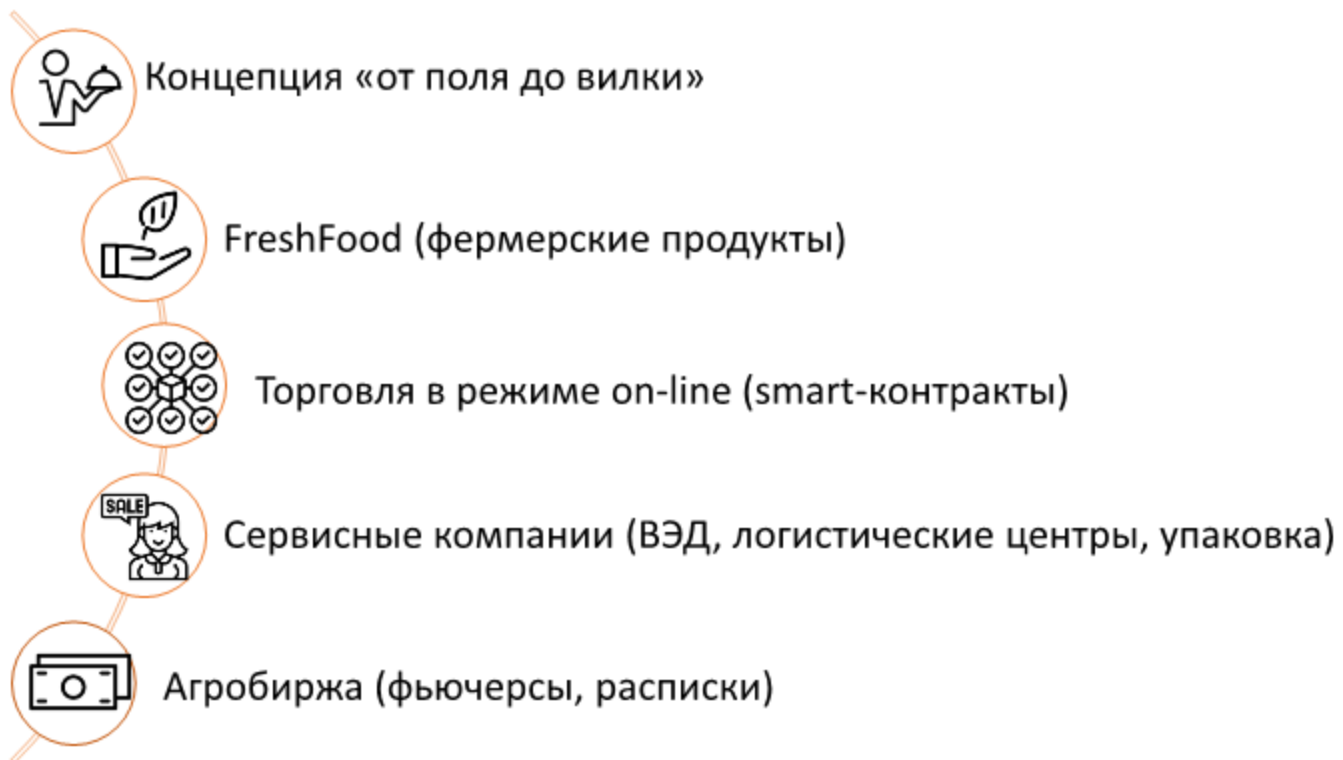 Концепция «от поля до вилки»
FreshFood (фермерские продукты)
Торговля в режиме on-line (smart-контракты)
SALE
Сервисные компании (ВЭД, логистические центры, упаковка)
Агробиржа (фьючерсы, расписки)